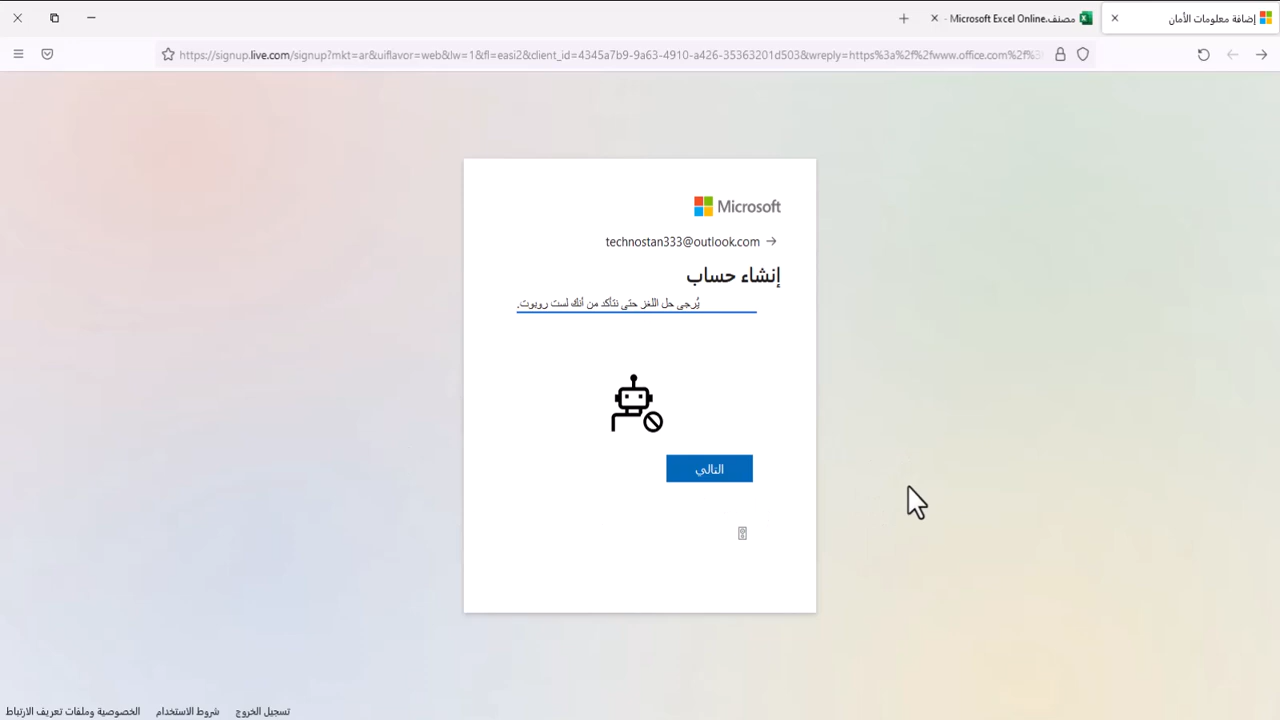 إضافة معلومات الأمان
مصنف.Microsoft Excel Online -
https://signup.live.com/signup?mkt=ar&uiflavor=web&lw=1&fl=easi2&client_id=4345a7b9-9a63-4910-a426-35363201d503&wreply=https%3a%2f%2fwww.office.com%2f%3
Microsoft
technostan333@outlook.com
إنشاء حساب
يُرجى حل اللغز حتى نتأكد من أنك لست روبوت.
التالي
تسجيل الخروج شروط الاستخدام الخصوصية وملفات تعريف الارتباط